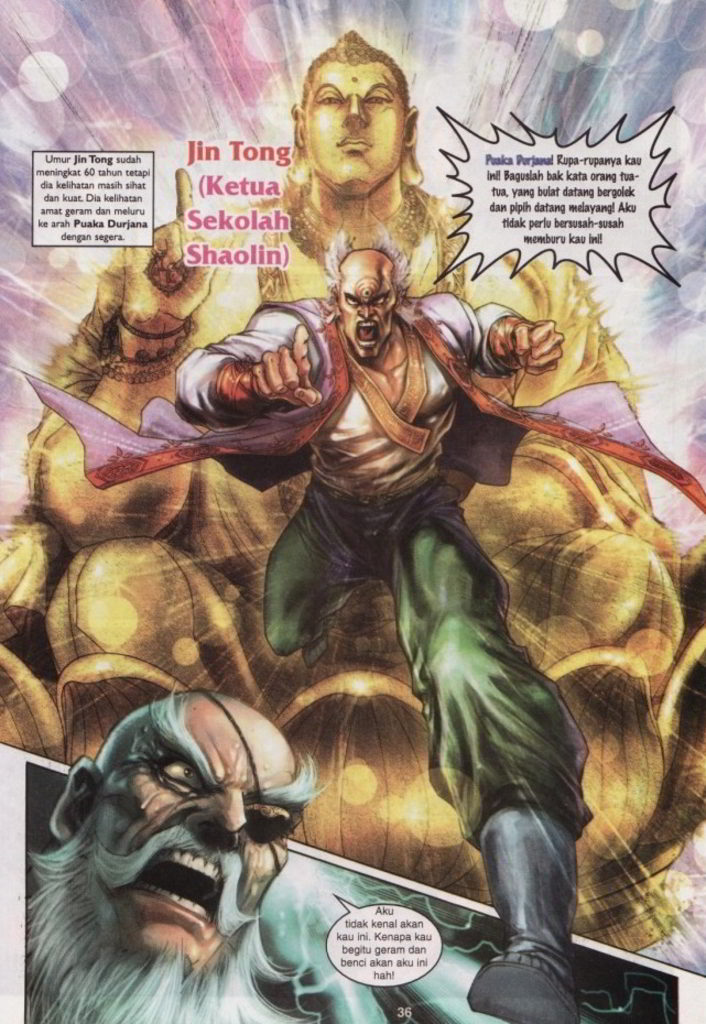 Umur Jin Tong sudah
meningkat 60 tahun tetapi
dia kelihatan masih sihat
dan kuat. Dia kelihatan
amat geram dan meluru
ke arah Puaka Durjana
dengan segera.
Jin Tong
(Ketua
Sekolah
Shaolin)
Puaka Durjana! Rupa-rupanya kau
ini! Baguslah bak kata orang tua-
tua, yang bulat datang bergolek
dan pipih datang melayang! Aku
tidak perlu bersusah-susah
memburu kau ini!
Aku
tidak kenal akan
kau ini. Kenapa kau
begitu geram dan
benci akan aku ini
hah!
36